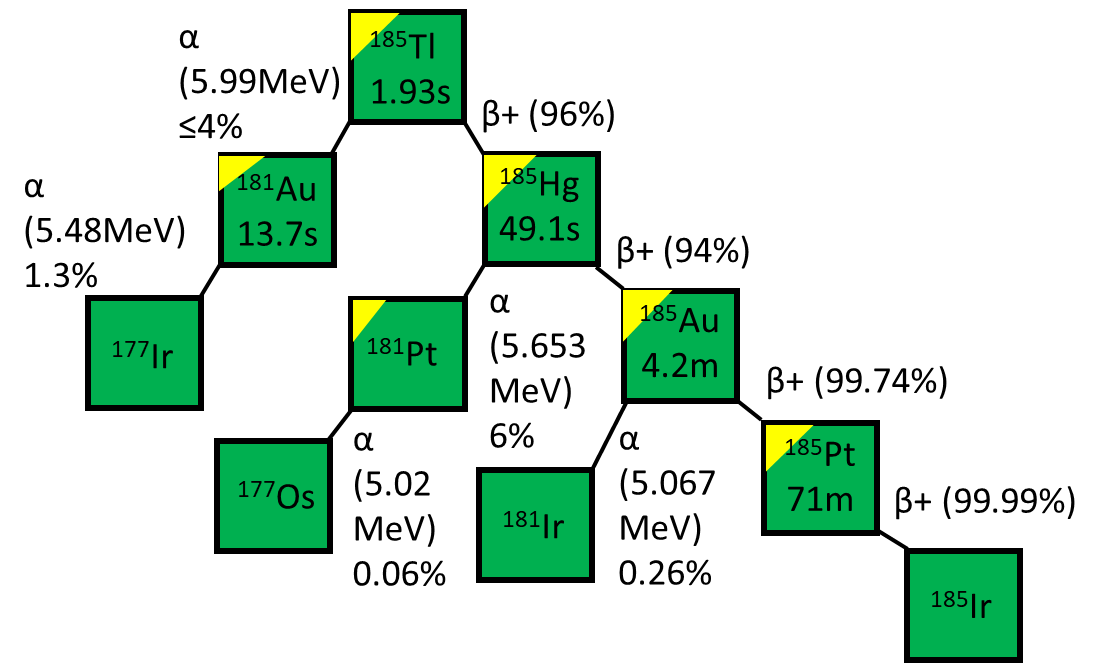 α
(5.99MeV)
≤4%
¹⁸⁵Tl
1.93s
β+ (96%)
α
(5.48MeV)
1.3%
¹⁸¹Au
13.7s
¹⁸⁵Hg
49.1s
β+ (94%)
¹⁷⁷Ir
¹⁸¹Pt
α
(5.653
MeV)
6%
¹⁸⁵Au
4.2m
β+ (99.74%)
¹⁷⁷Os
α
(5.02
MeV)
0.06%
¹⁸¹Ir
α
(5.067
MeV)
0.26%
¹⁸⁵Pt
71m
β+ (99.99%)
¹⁸⁵Ir